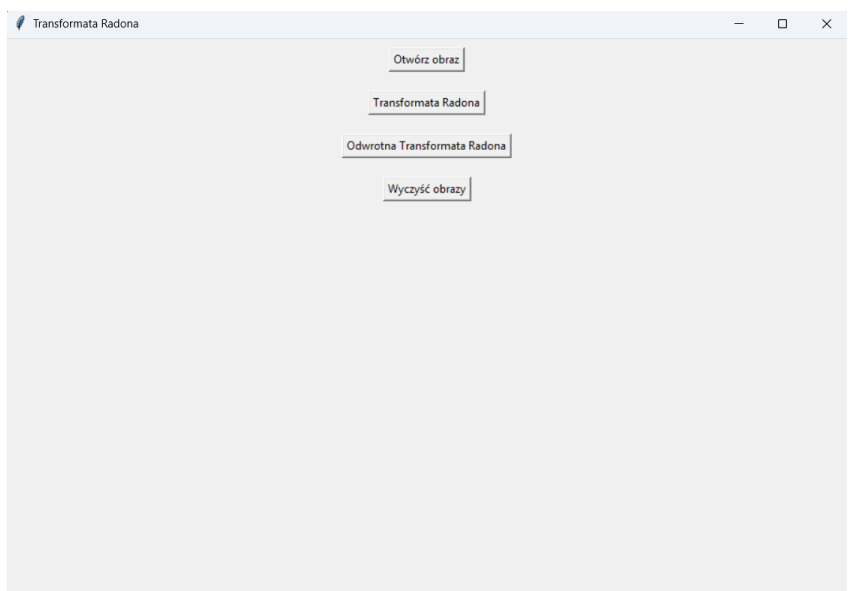 Transformata Radona
Otwórz obraz
Transformata Radona
Odwrotna Transformata Radona
Wyczyść obrazy